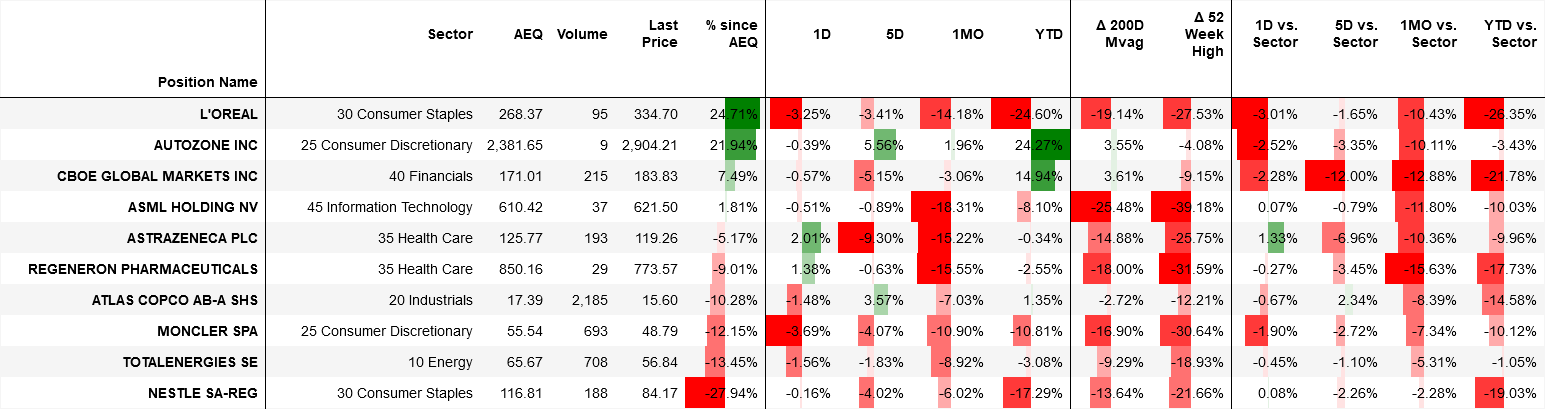 Position Name Sector AEQ Volume Last Price % since AEQ 1D 5D 1MO YTD Δ 200D Mvag Δ 52 Week High 1D vs. Sector 5D vs. Sector 1MO vs. Sector YTD vs. Sector
L'OREAL 30 Consumer Staples 268.37 95 334.70 24.71% -3.25% -3.41% -14.18% -24.60% -19.14% -27.53% -3.01% -1.65% -10.43% -26.35%
AUTOZONE INC 25 Consumer Discretionary 2,381.65 9 2,904.21 21.94% -0.39% 5.56% 1.96% 24.27% 3.55% -4.08% -2.52% -3.35% -10.11% -3.43%
CBOE GLOBAL MARKETS INC 40 Financials 171.01 215 183.83 7.49% -0.57% -5.15% -3.06% 14.94% 3.61% -9.15% -2.28% -12.00% -12.88% -21.78%
ASML HOLDING NV 45 Information Technology 610.42 37 621.50 1.81% -0.51% -0.89% -18.31% -8.10% -25.48% -39.18% 0.07% -0.79% -11.80% -10.03%
ASTRAZENECA PLC 35 Health Care 125.77 193 119.26 -5.17% 2.01% -9.30% -15.22% -0.34% -14.88% -25.75% 1.33% -6.96% -10.36% -9.96%
REGENERON PHARMACEUTICALS 35 Health Care 850.16 29 773.57 -9.01% 1.38% -0.63% -15.55% -2.55% -18.00% -31.59% -0.27% -3.45% -15.63% -17.73%
ATLAS COPCO AB-A SHS 20 Industrials 17.39 2,185 15.60 -10.28% -1.48% 3.57% -7.03% 1.35% -2.72% -12.21% -0.67% 2.34% -8.39% -14.58%
MONCLER SPA 25 Consumer Discretionary 55.54 693 48.79 -12.15% -3.69% -4.07% -10.90% -10.81% -16.90% -30.64% -1.90% -2.72% -7.34% -10.12%
TOTALENERGIES SE 10 Energy 65.67 708 56.84 -13.45% -1.56% -1.83% -8.92% -3.08% -9.29% -18.93% -0.45% -1.10% -5.31% -1.05%
NESTLE SA-REG 30 Consumer Staples 116.81 188 84.17 -27.94% -0.16% -4.02% -6.02% -17.29% -13.64% -21.66% 0.08% -2.26% -2.28% -19.03%